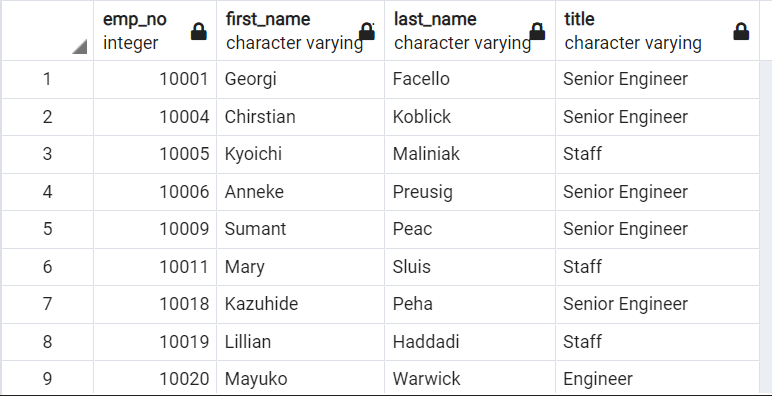 emp_no first_name last_name title
integer character varying character varying character varying
1 10001 Georgi Facello Senior Engineer
2 10004 Chirstian Koblick Senior Engineer
3 10005 Kyoichi Maliniak Staff
4 10006 Anneke Preusig Senior Engineer
5 10009 Sumant Peac Senior Engineer
6 10011 Mary Sluis Staff
7 10018 Kazuhide Peha Senior Engineer
8 10019 Lillian Haddadi Staff
9 10020 Mayuko Warwick Engineer